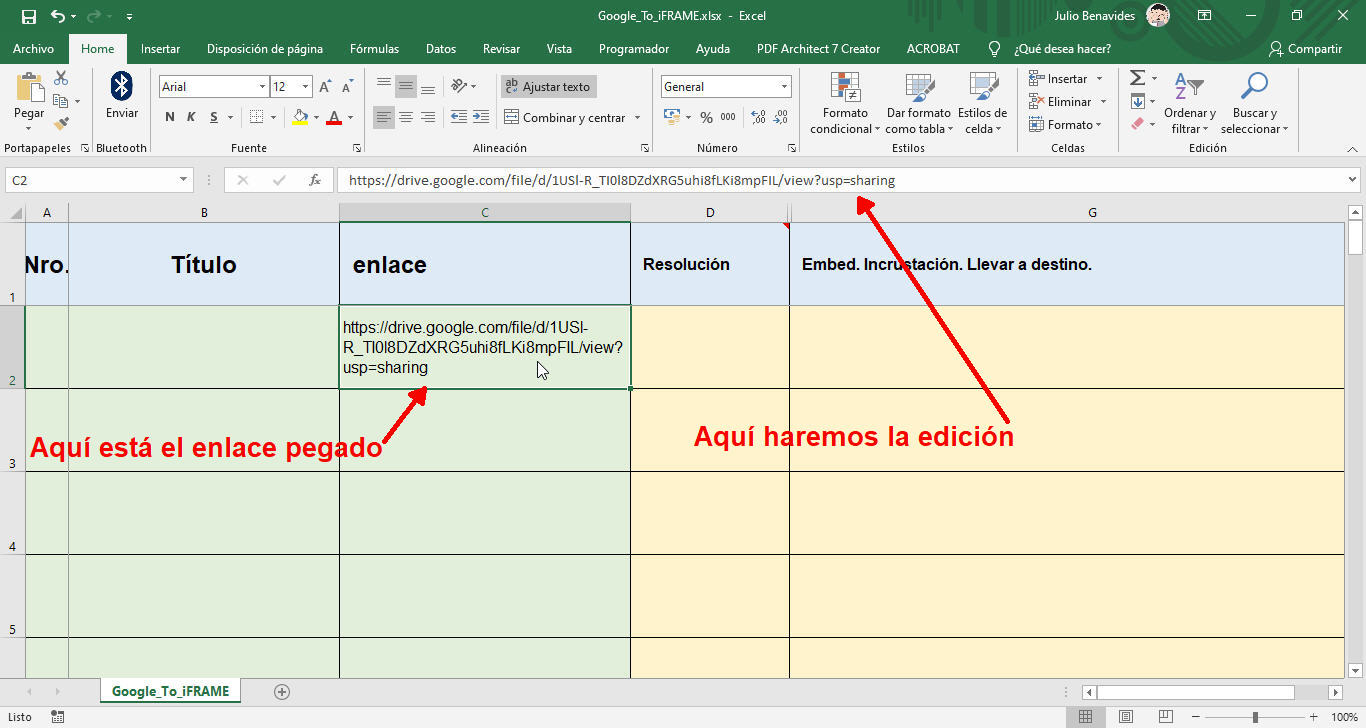 Google_To_iFRAME.xlsx - Excel
Julio Benavides
Archivo Home Insertar Disposición de página Fórmulas Datos Revisar Vista Programador Ayuda PDF Architect 7 Creator ACROBAT ¿Qué desea hacer? Compartir
Pegar
Portapapeles
Enviar
Bluetooth
Arial 12 A A
N K S A
Fuente
ab Ajustar texto
Combinar y centrar
Alineación
General
% 000
Número
Formato condicional
Dar formato como tabla
Estilos de celda
Estilos
Insertar
Eliminar
Formato
Celdas
Σ
Ordenar y filtrar
Buscar y seleccionar
Edición
C2 fx https://drive.google.com/file/d/1USl-R_TI0l8DZdXRG5uhi8fLKi8mpFIL/view?usp=sharing
A B C D G
1 Nro. Título enlace Resolución Embed. Incrustación. Llevar a destino.
https://drive.google.com/file/d/1USl-
R_TI0l8DZdXRG5uhi8fLKi8mpFIL/view?
usp=sharing
2
Aquí está el enlace pegado
Aquí haremos la edición
3
4
5
Google_To_iFRAME
Listo 100%